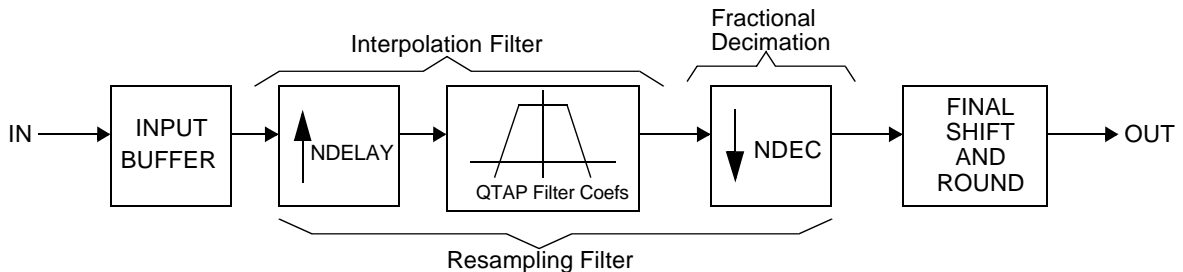 Interpolation Filter
Fractional
Decimation
IN
INPUT
BUFFER
NDELAY
QTAP Filter Coefs
NDEC
FINAL
SHIFT
AND
ROUND
OUT
Resampling Filter